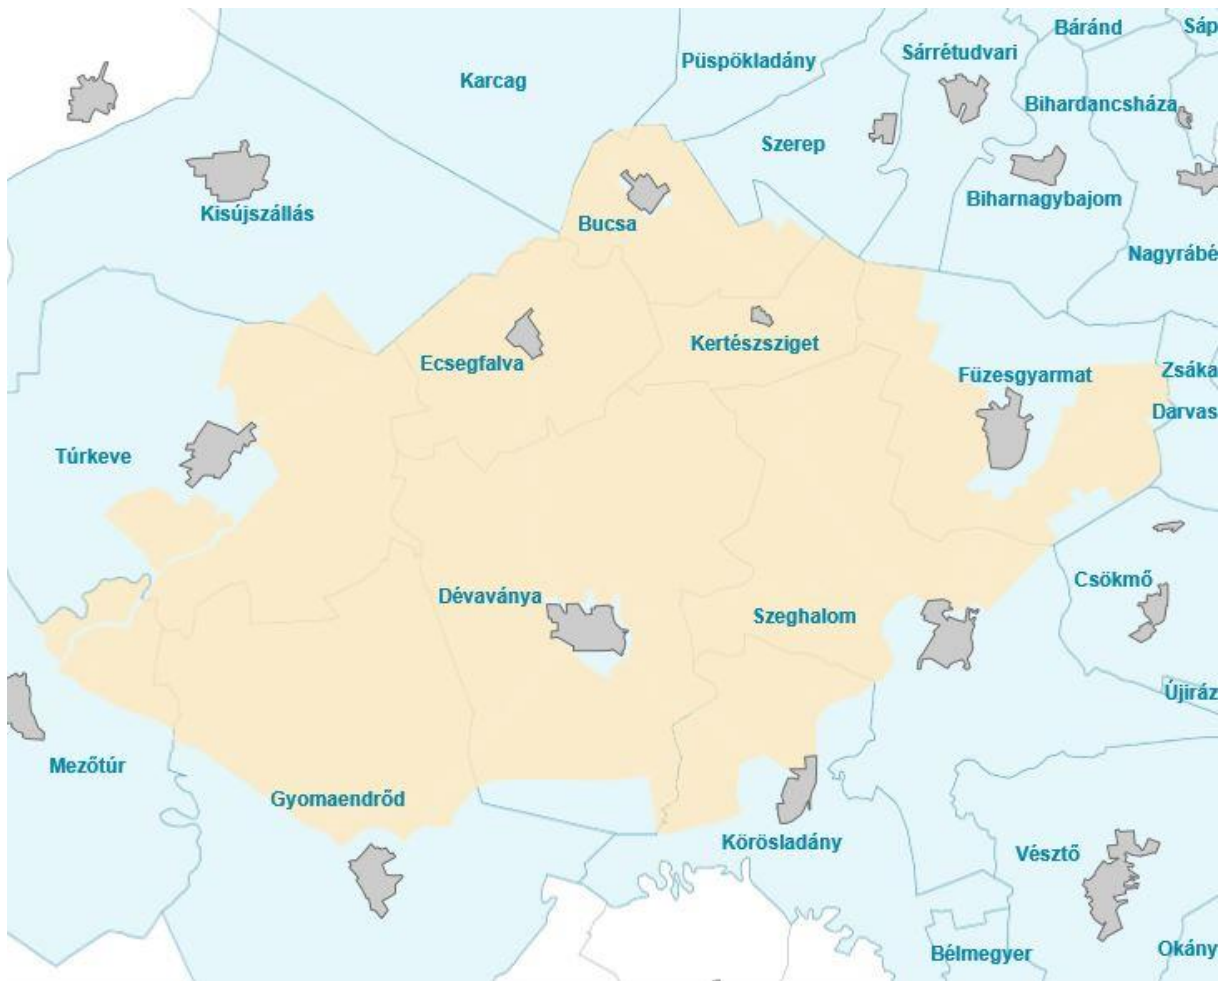 Báránd
Sáp
Sárrétudvari
Püspökladány
Karcag
Bihardancsháza
Szerep
Biharnagybajom
Kisújszállás
Bucsa
Nagyrábé
Kertészsziget
Ecsegfalva
Zsáka
Füzesgyarmat
Darvas
Túrkeve
Csökmő
Dévaványa
Szeghalom
Újiráz
Mezőtúr
Gyomaendrőd
Körösladány
Vésztő
Bélmegyer
Okány